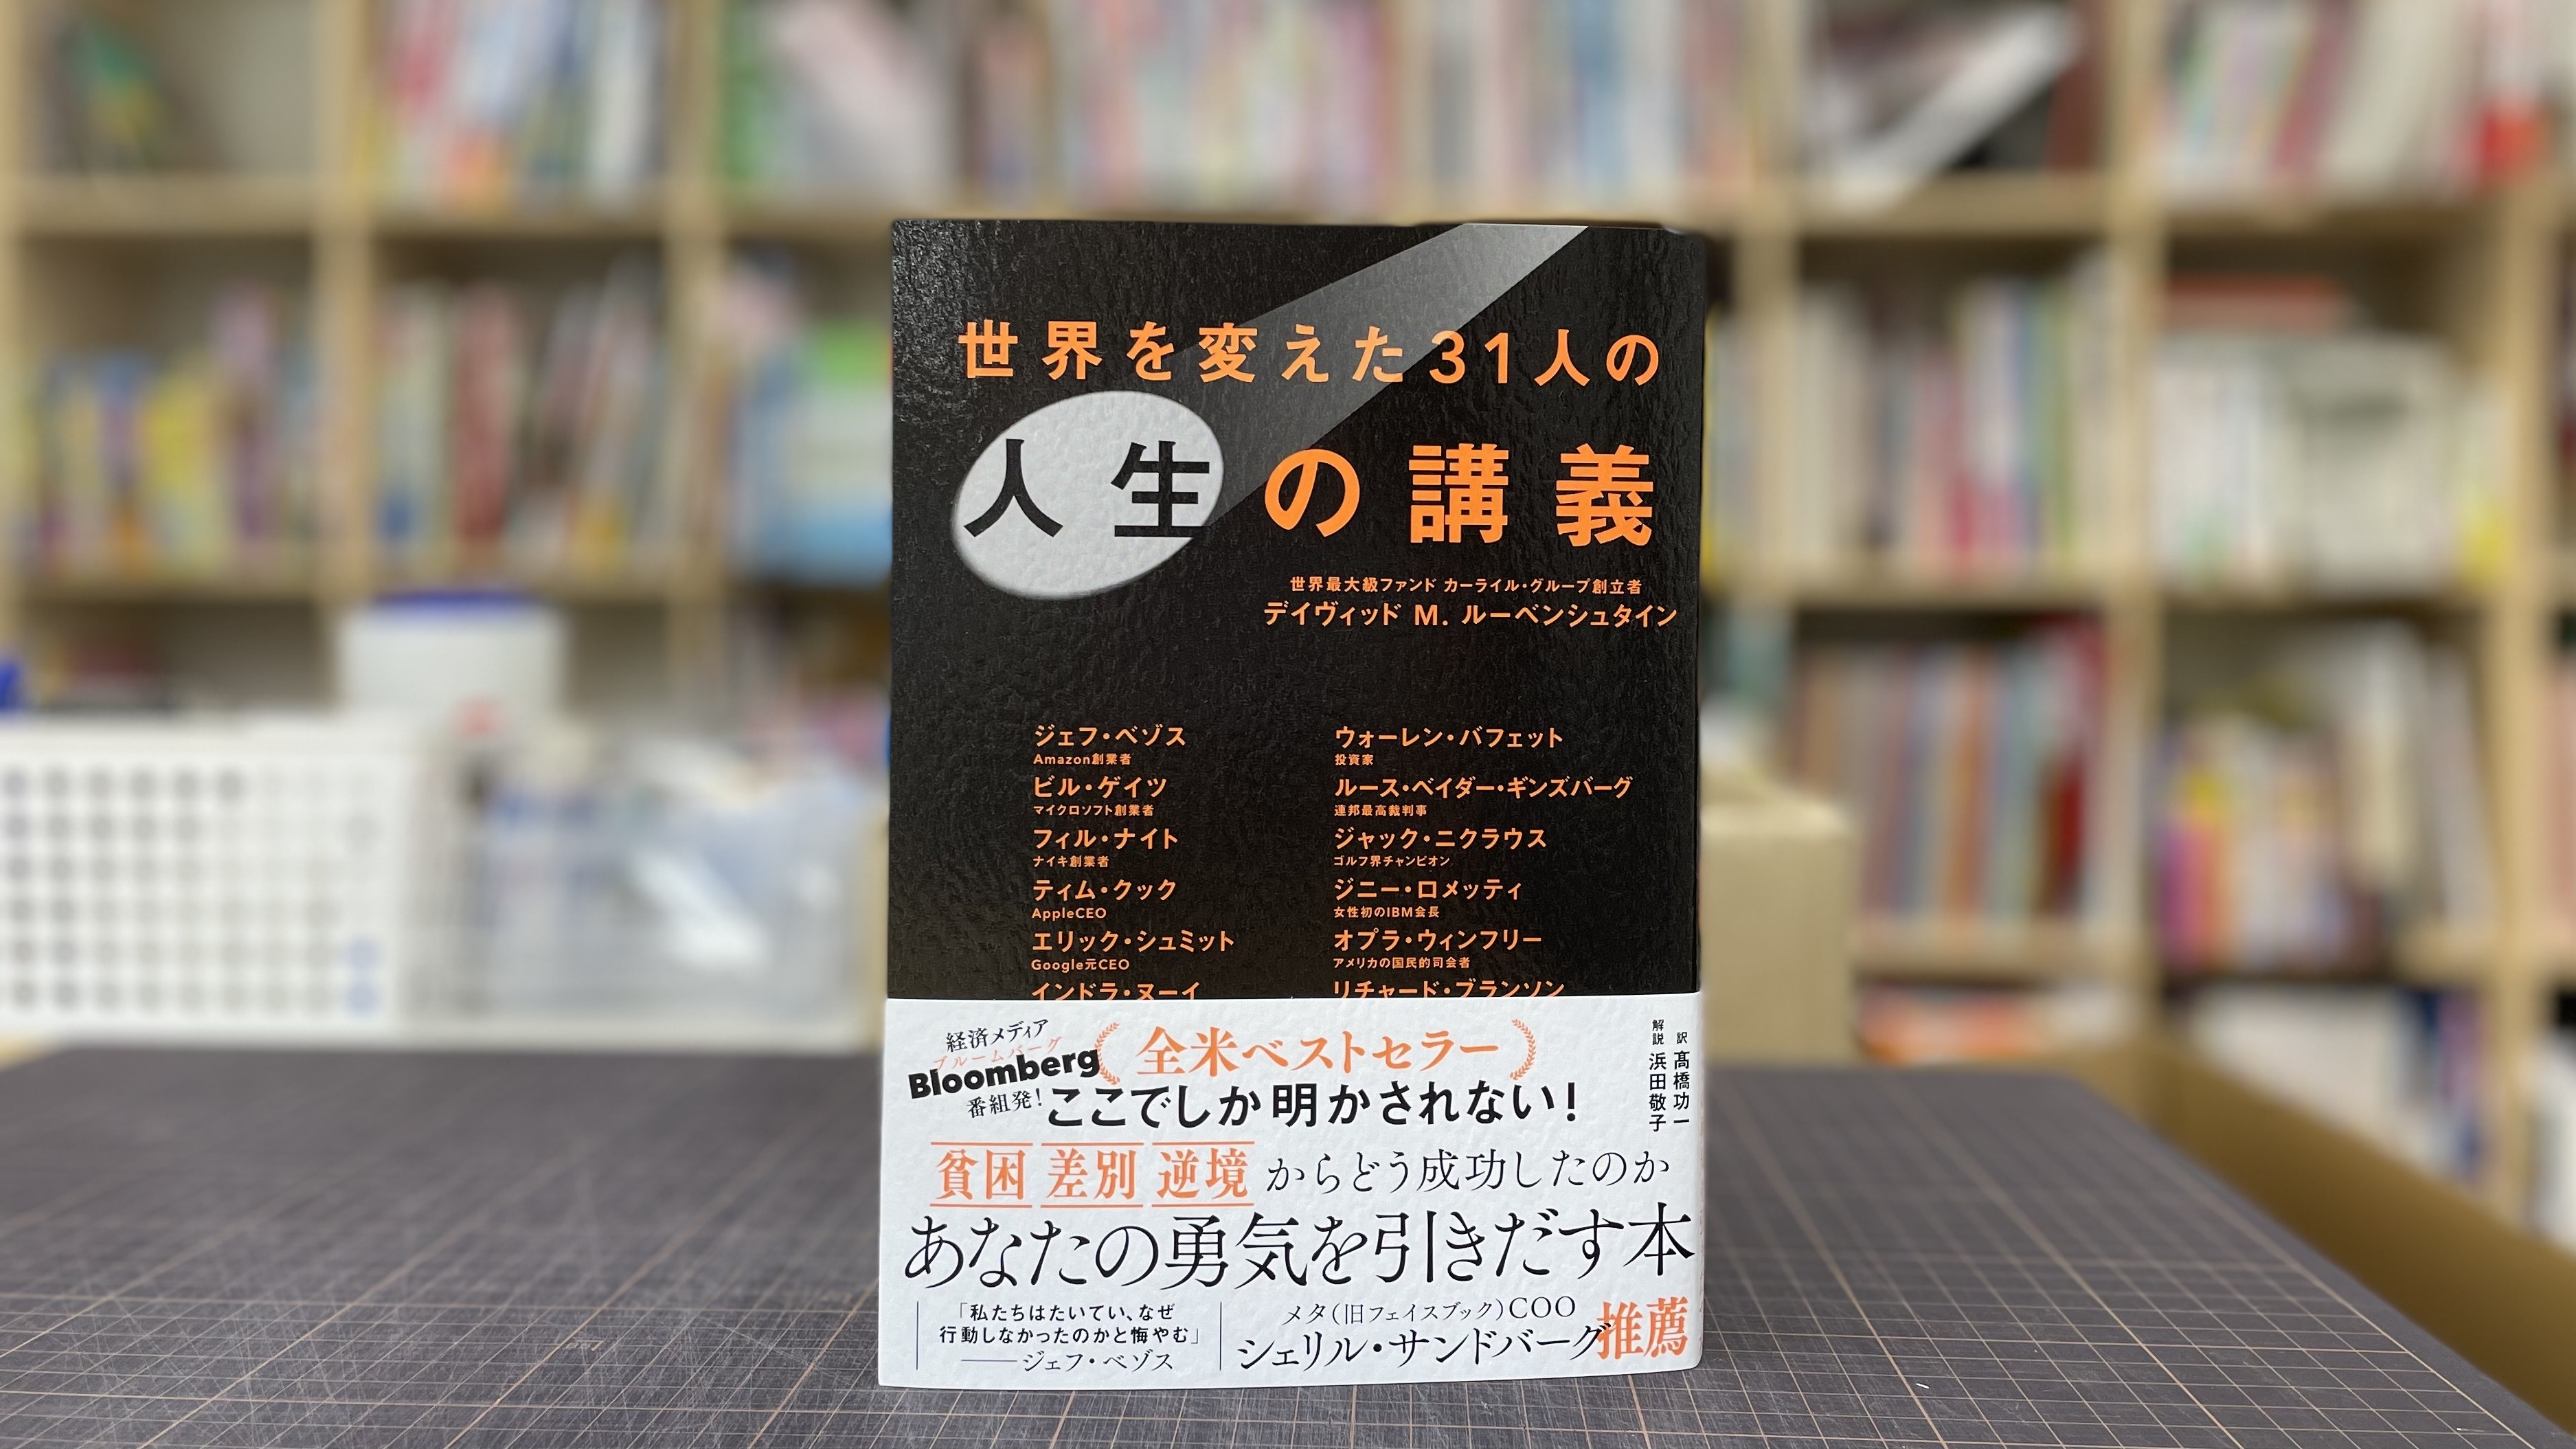 世界を変えた31人の
人生の講義
世界最大級ファンド カーライル・グループ創立者
デイヴィッド M. ルーベンシュタイン
ジェフ・ベゾス
Amazon創業者
ビル・ゲイツ
マイクロソフト創業者
フィル・ナイト
ナイキ創業者
ティム・クック
AppleCEO
エリック・シュミット
Google元CEO
インドラ・ヌーイ
ウォーレン・バフェット
投資家
ルース・ベイダー・ギンズバーグ
連邦最高裁判事
ジャック・ニクラウス
ゴルフ界チャンピオン
ジニー・ロメッティ
女性初のIBM会長
オプラ・ウィンフリー
アメリカの国民的司会者
リチャード・ブランソン
経済メディア
ブルームバーグ
Bloomberg
番組発!
全米ベストセラー
ここでしか明かされない!
訳 髙橋功一
解説 浜田敬子
貧困 差別 逆境 からどう成功したのか
あなたの勇気を引きだす本
「私たちはたいてい、なぜ
行動しなかったのかと悔やむ」
――ジェフ・ベゾス
メタ(旧フェイスブック)COO
シェリル・サンドバーグ推薦